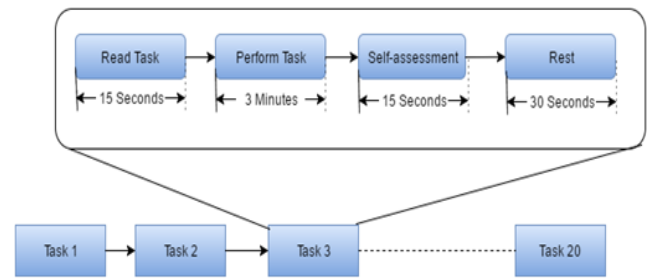 Read Task
Perform Task
Self-assessment
Rest
15 Seconds
3 Minutes
15 Seconds
30 Seconds
Task 1
Task 2
Task 3
Task 20